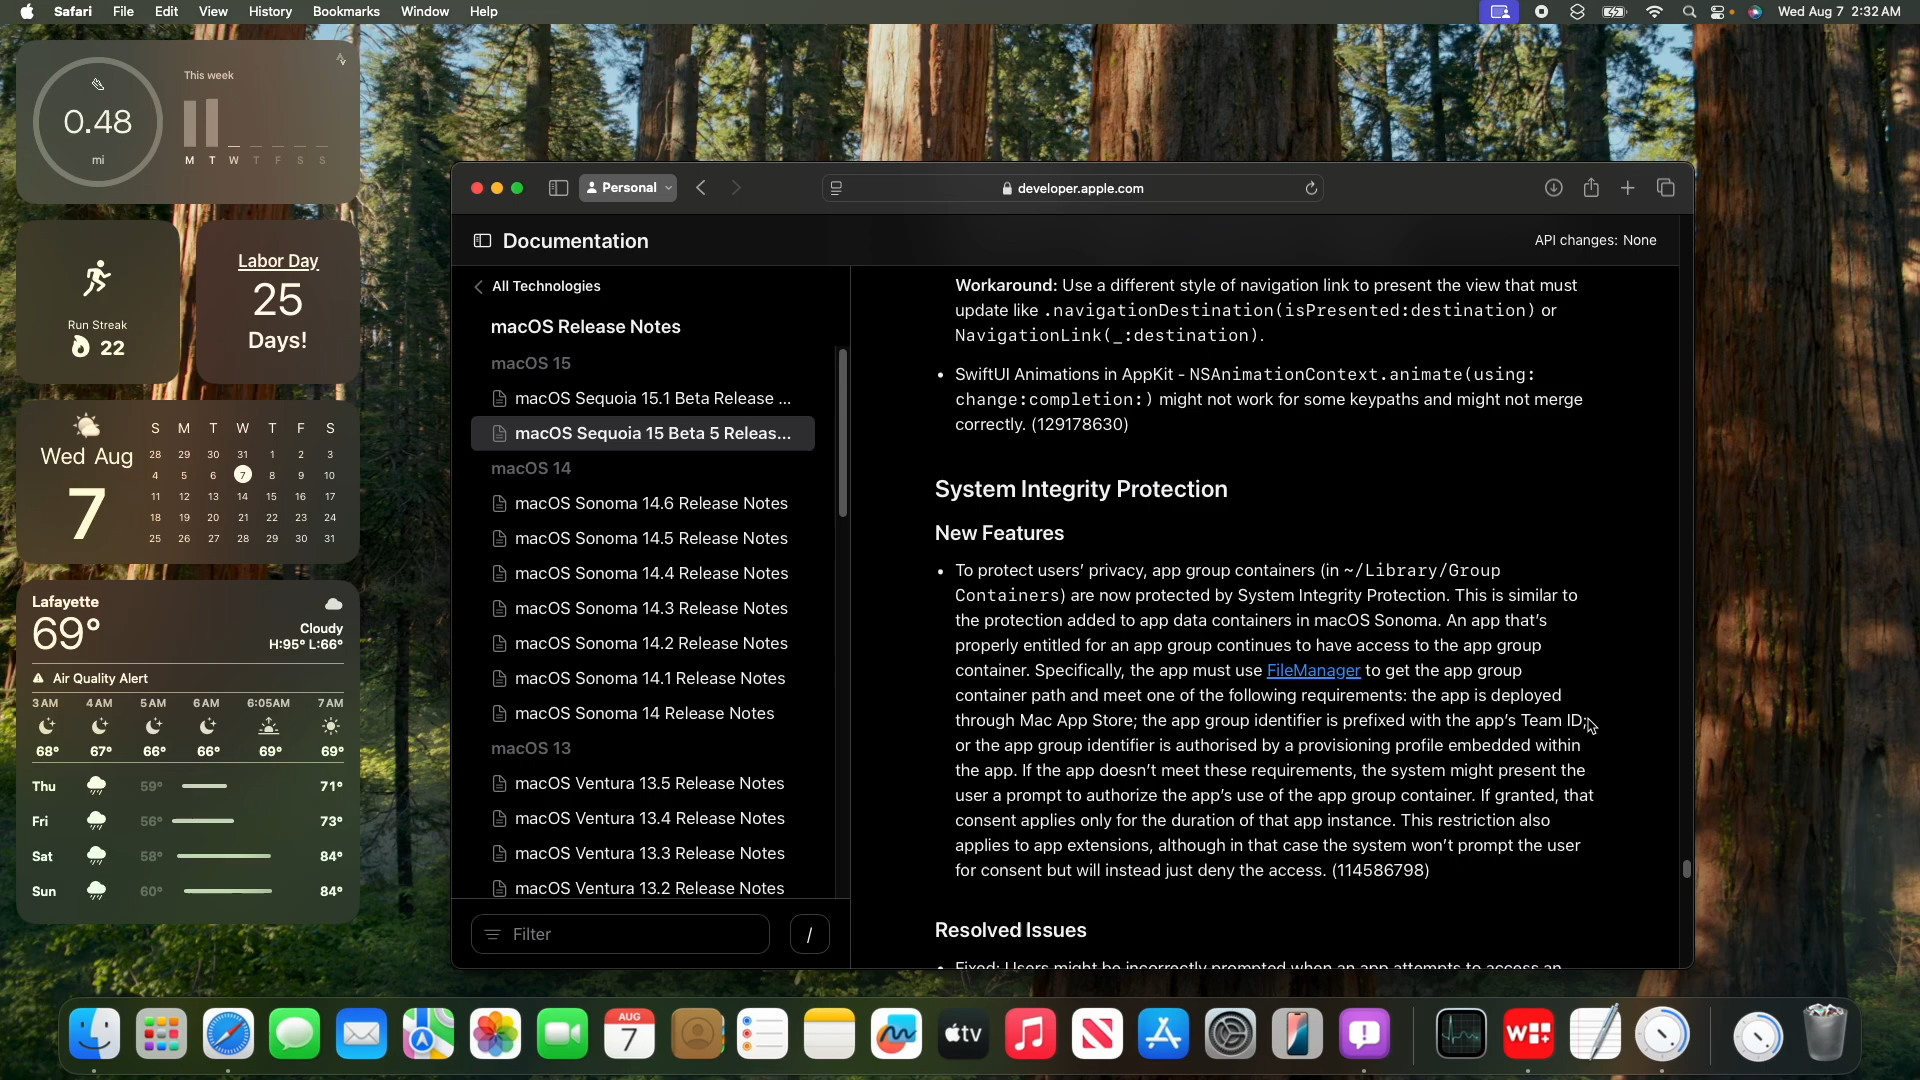 Safari File Edit View History Bookmarks Window Help
Wed Aug 7 2:32 AM
This week
0.48
mi
M T W T F S S
Run Streak
22
Labor Day
25
Days!
Wed Aug
7
S M T W T F S
28 29 30 31 1 2 3
4 5 6 7 8 9 10
11 12 13 14 15 16 17
18 19 20 21 22 23 24
25 26 27 28 29 30 31
Lafayette
69°
Cloudy
H:95° L:66°
Air Quality Alert
3AM 4AM 5AM 6AM 6:05AM 7AM
68° 67° 66° 66° 69° 69°
Thu 59° 71°
Fri 56° 73°
Sat 58° 84°
Sun 60° 84°
Personal
developer.apple.com
Documentation
API changes: None
All Technologies
macOS Release Notes
macOS 15
macOS Sequoia 15.1 Beta Release ...
macOS Sequoia 15 Beta 5 Releas...
macOS 14
macOS Sonoma 14.6 Release Notes
macOS Sonoma 14.5 Release Notes
macOS Sonoma 14.4 Release Notes
macOS Sonoma 14.3 Release Notes
macOS Sonoma 14.2 Release Notes
macOS Sonoma 14.1 Release Notes
macOS Sonoma 14 Release Notes
macOS 13
macOS Ventura 13.5 Release Notes
macOS Ventura 13.4 Release Notes
macOS Ventura 13.3 Release Notes
macOS Ventura 13.2 Release Notes
Filter
/
Workaround: Use a different style of navigation link to present the view that must
update like .navigationDestination(isPresented:destination) or
NavigationLink(_:destination).
• SwiftUI Animations in AppKit - NSAnimationContext.animate(using:
change:completion:) might not work for some keypaths and might not merge
correctly. (129178630)
System Integrity Protection
New Features
• To protect users’ privacy, app group containers (in ~/Library/Group
Containers) are now protected by System Integrity Protection. This is similar to
the protection added to app data containers in macOS Sonoma. An app that’s
properly entitled for an app group continues to have access to the app group
container. Specifically, the app must use FileManager to get the app group
container path and meet one of the following requirements: the app is deployed
through Mac App Store; the app group identifier is prefixed with the app’s Team ID;
or the app group identifier is authorised by a provisioning profile embedded within
the app. If the app doesn’t meet these requirements, the system might present the
user a prompt to authorize the app’s use of the app group container. If granted, that
consent applies only for the duration of that app instance. This restriction also
applies to app extensions, although in that case the system won’t prompt the user
for consent but will instead just deny the access. (114586798)
Resolved Issues
• Fixed: Users might be incorrectly prompted when an app attempts to access an
AUG
7
tv